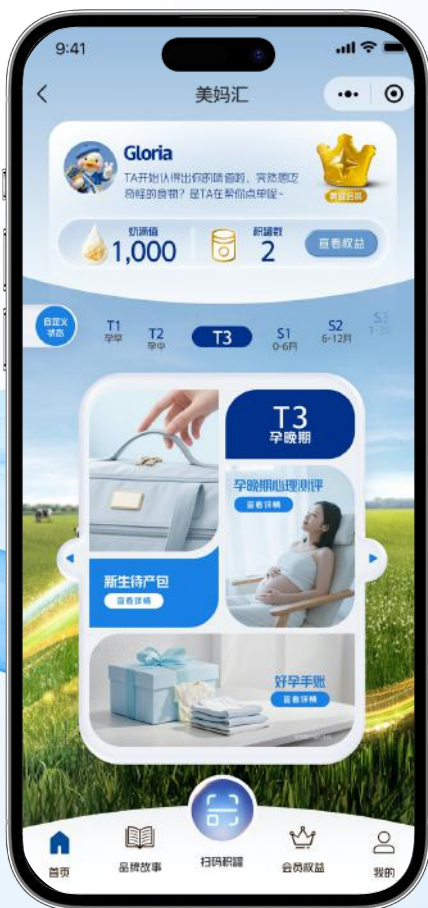 9:41
美妈汇
Gloria
TA开始认得出你的味道啦，突然想吃
奇怪的食物？是TA在帮你点单呢~
黄金会员
奶滴值
1,000
积罐数
2
查看权益
自定义
状态
T1
孕早
T2
孕中
T3
S1
0-6月
S2
6-12月
S3
T3
孕晚期
孕晚期心理测评
查看详情
新生待产包
查看详情
好孕手账
查看详情
首页
品牌故事
扫码积罐
会员权益
我的